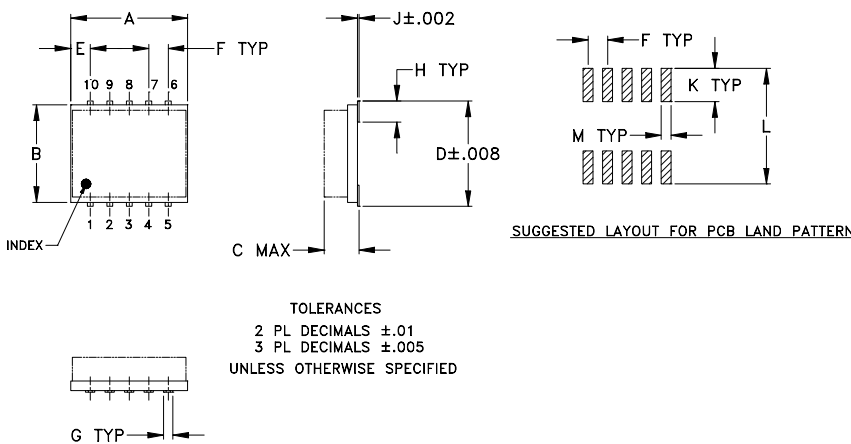 A
J±.002
E
F TYP
H TYP
10 9 8 7 6
B
D±.008
1 2 3 4 5
INDEX
C MAX
F TYP
K TYP
M TYP
L
SUGGESTED LAYOUT FOR PCB LAND PATTERN
TOLERANCES
2 PL DECIMALS ±.01
3 PL DECIMALS ±.005
UNLESS OTHERWISE SPECIFIED
G TYP